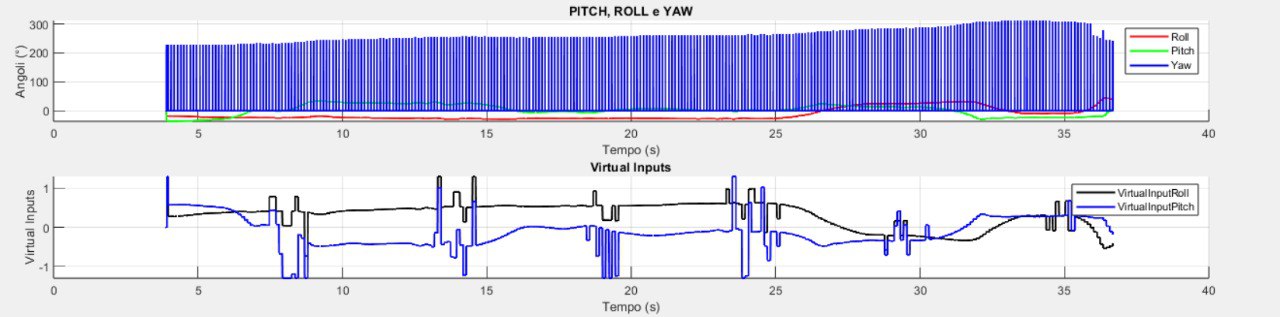 PITCH, ROLL e YAW
Angoli (°)
300
200
100
0
Roll
Pitch
Yaw
0 5 10 15 20 25 30 35 40
Tempo (s)
Virtual Inputs
Virtual Inputs
1
0
-1
VirtualInputRoll
VirtualInputPitch
0 5 10 15 20 25 30 35 40
Tempo (s)